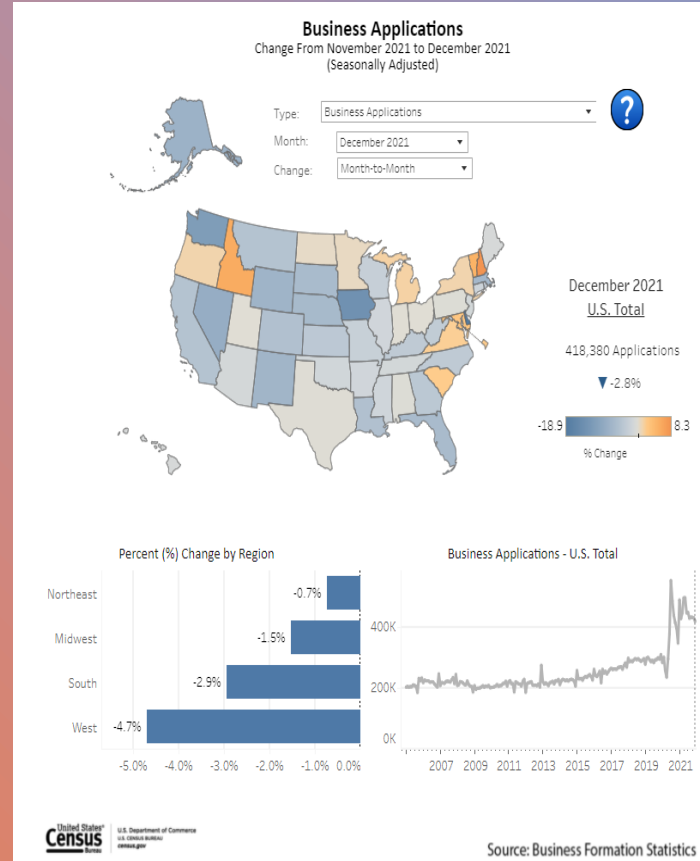 Business Applications
Change From November 2021 to December 2021
(Seasonally Adjusted)
Type: Business Applications
?
Month: December 2021
Change: Month-to-Month
December 2021
U.S. Total
418,380 Applications
-2.8%
-18.9 8.3
% Change
Percent (%) Change by Region
Northeast -0.7%
Midwest -1.5%
South -2.9%
West -4.7%
-5.0% -4.0% -3.0% -2.0% -1.0% 0.0%
Business Applications - U.S. Total
400K
200K
0K
2007 2009 2011 2013 2015 2017 2019 2021
United States®
Census
Bureau
U.S. Department of Commerce
U.S. CENSUS BUREAU
census.gov
Source: Business Formation Statistics